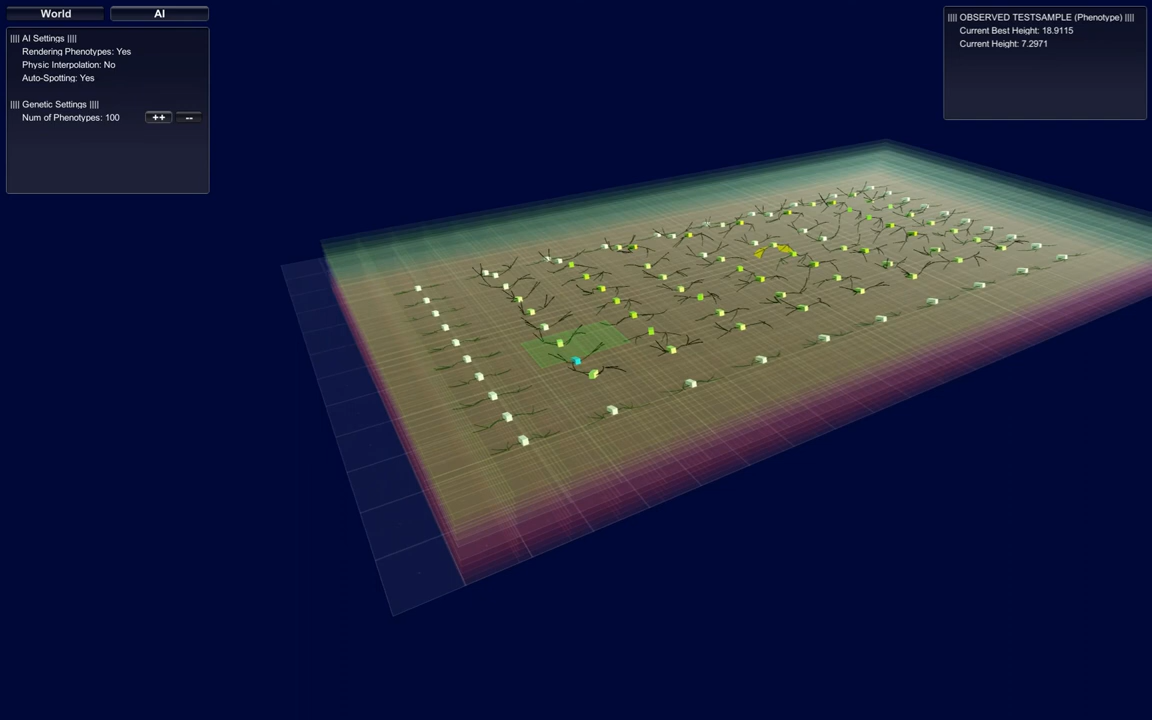 World
AI
|||| AI Settings ||||
Rendering Phenotypes: Yes
Physic Interpolation: No
Auto-Spotting: Yes
|||| Genetic Settings ||||
Num of Phenotypes: 100
++
--
|||| OBSERVED TESTSAMPLE (Phenotype) ||||
Current Best Height: 18.9115
Current Height: 7.2971